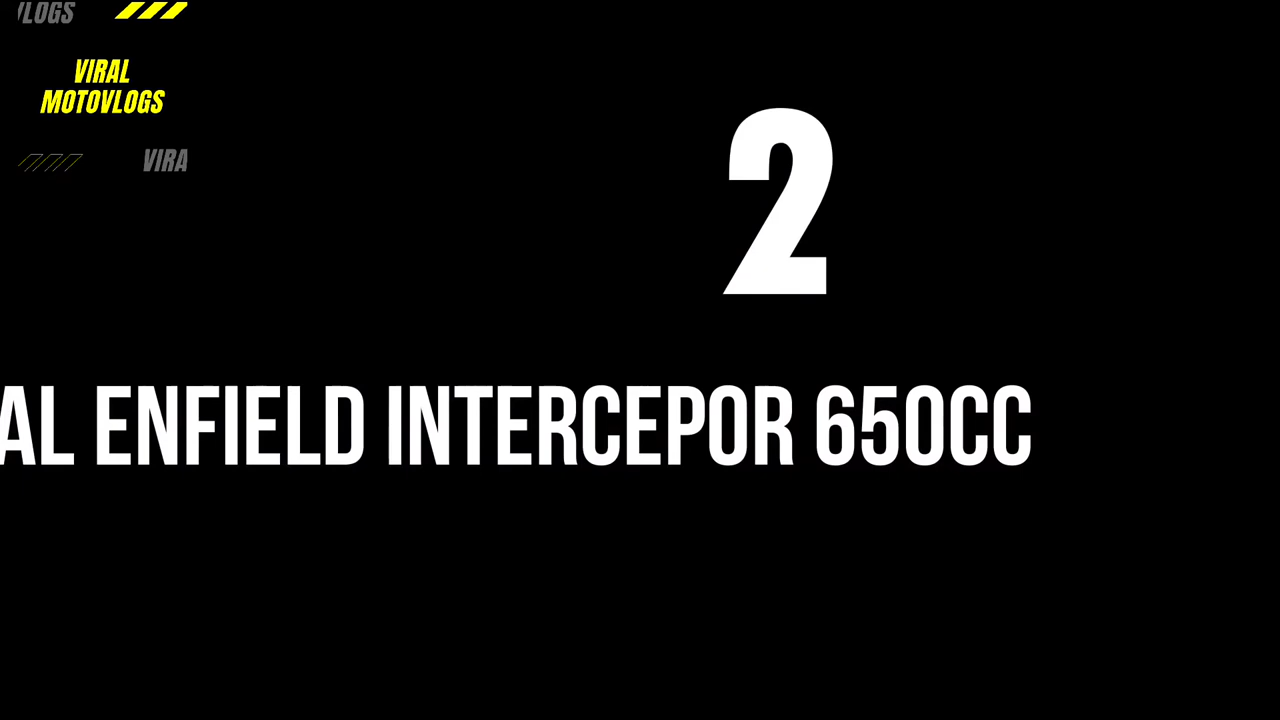 VLOGS
VIRAL
MOTOVLOGS
VIRA
2
AL ENFIELD INTERCEPOR 650CC